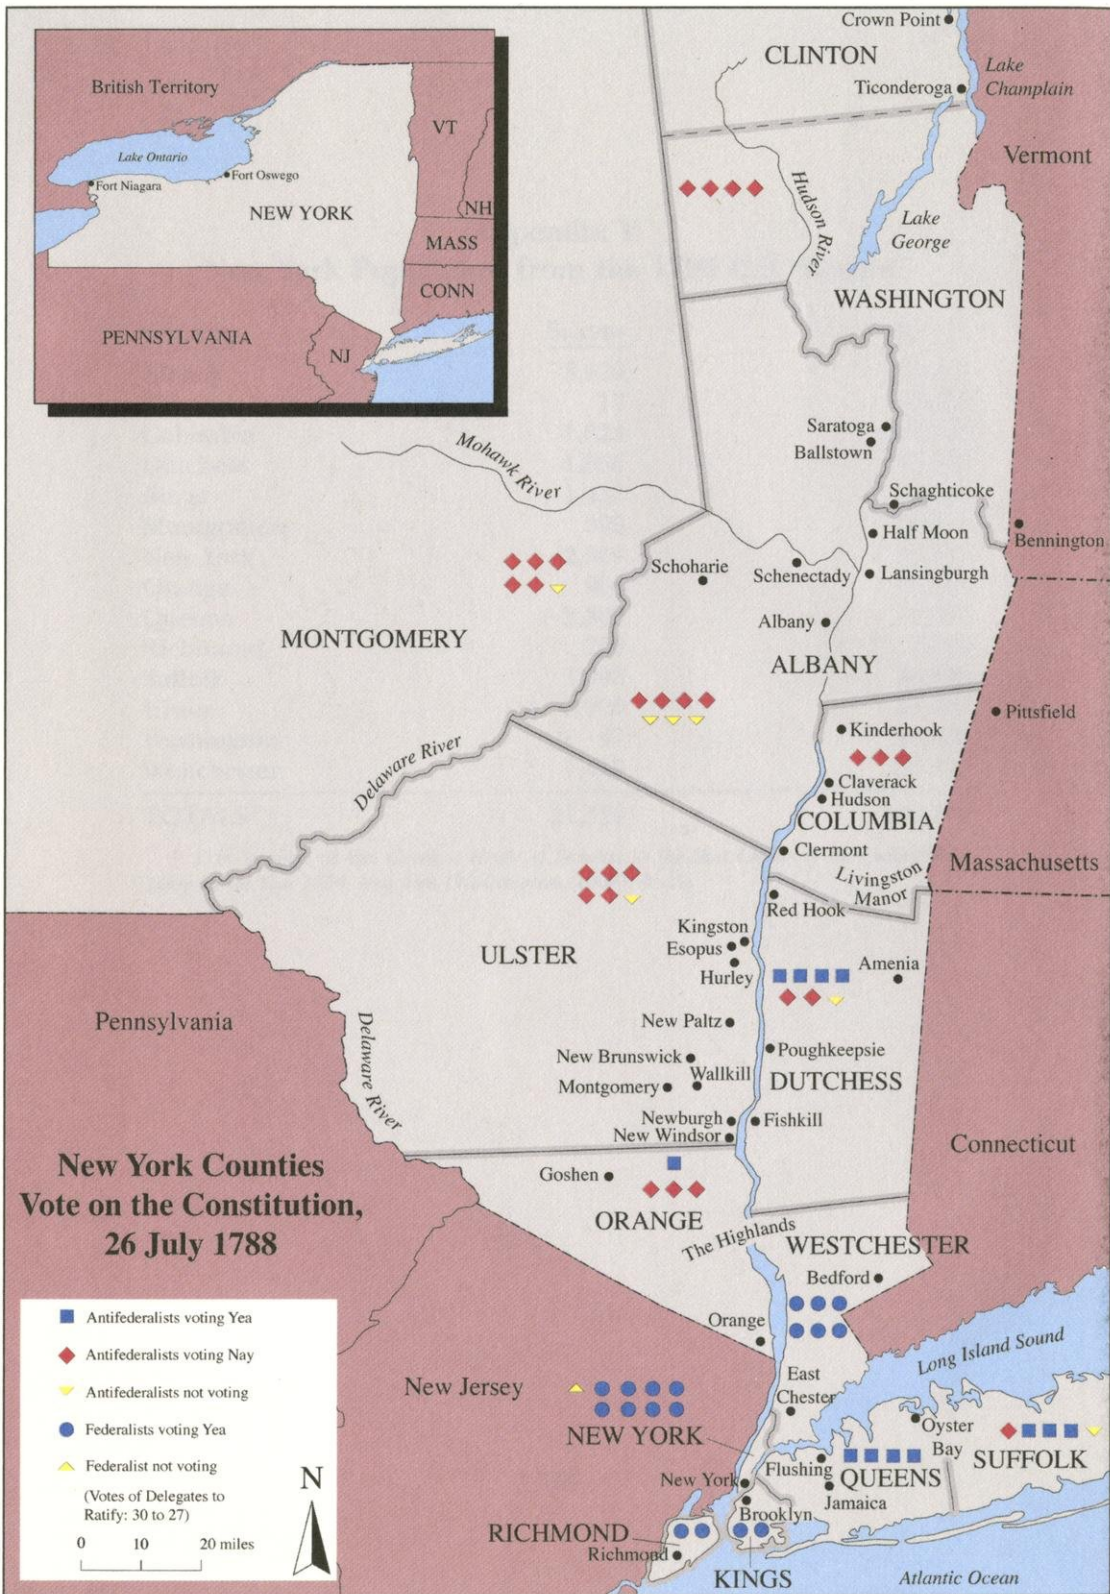 British Territory
VT
Lake Ontario
Fort Oswego
Fort Niagara
NEW YORK
NH
MASS
CONN
PENNSYLVANIA
NJ
Crown Point
CLINTON
Ticonderoga
Lake
Champlain
Vermont
Hudson River
Lake
George
WASHINGTON
Mohawk River
Saratoga
Ballstown
Schaghticoke
Half Moon
Bennington
Schoharie
Schenectady
Lansingburgh
Albany
MONTGOMERY
ALBANY
Pittsfield
Kinderhook
Delaware River
Claverack
Hudson
COLUMBIA
Clermont
Livingston
Manor
Massachusetts
Red Hook
Kingston
Esopus
ULSTER
Hurley
Amenia
Pennsylvania
New Paltz
Delaware River
New Brunswick
Poughkeepsie
Wallkill
Montgomery
DUTCHESS
Newburgh
Fishkill
New Windsor
Connecticut
Goshen
ORANGE
The Highlands
WESTCHESTER
Bedford
Orange
Long Island Sound
New Jersey
East
Chester
Oyster
Bay
NEW YORK
SUFFOLK
Flushing
QUEENS
New York
Jamaica
Brooklyn
RICHMOND
Richmond
KINGS
Atlantic Ocean
New York Counties
Vote on the Constitution,
26 July 1788
Antifederalists voting Yea
Antifederalists voting Nay
Antifederalists not voting
Federalists voting Yea
Federalist not voting
(Votes of Delegates to
Ratify: 30 to 27)
N
0 10 20 miles